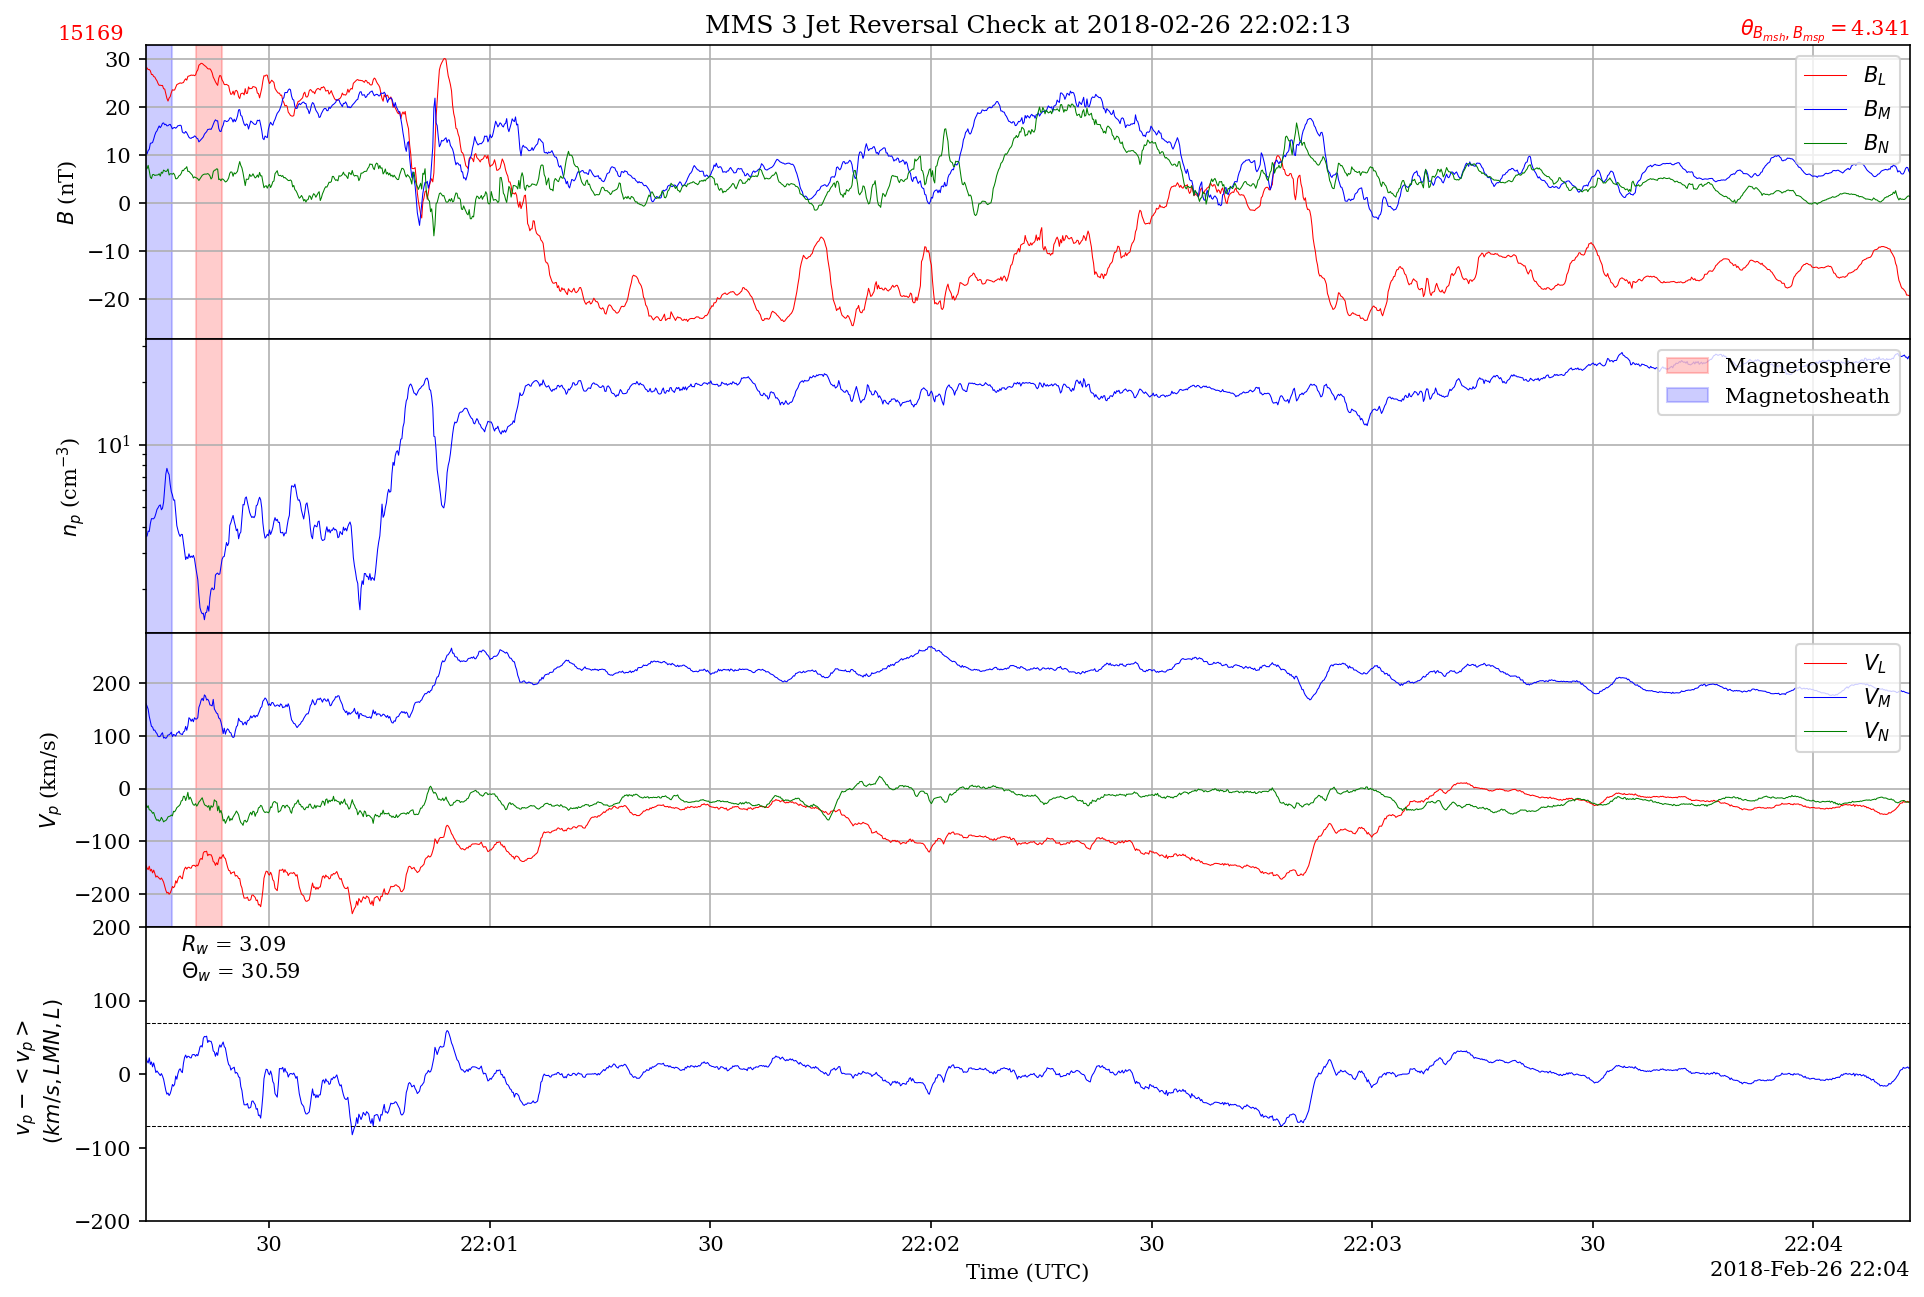 MMS 3 Jet Reversal Check at 2018-02-26 22:02:13
15169
θ_{B_{msh}, B_{msp}} = 4.341
30
20
10
0
−10
−20
B (nT)
B_L
B_M
B_N
10^1
n_p (cm^{−3})
Magnetosphere
Magnetosheath
200
100
0
−100
−200
V_p (km/s)
V_L
V_M
V_N
200
100
0
−100
−200
v_p − < v_p >
(km/s, LMN, L)
R_w = 3.09
Θ_w = 30.59
30 22:01 30 22:02 30 22:03 30 22:04
Time (UTC)
2018-Feb-26 22:04